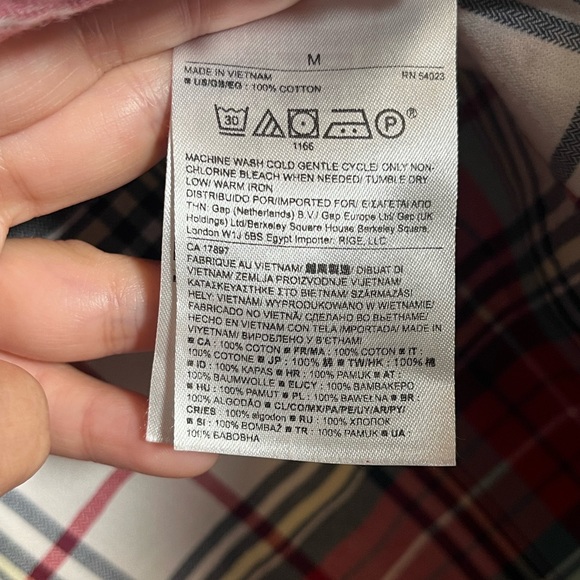 M
MADE IN VIETNAM RN 54023
■ US/GB/EG : 100% COTTON
30 P ®
1166
MACHINE WASH COLD GENTLE CYCLE/ ONLY NON-
CHLORINE BLEACH WHEN NEEDED/ TUMBLE DRY
LOW/ WARM IRON
DISTRIBUIDO POR/IMPORTED FOR/ ΕΙΣΑΓΕΤΑΙ ΑΠΟ
ΤΗΝ: Gap (Netherlands) B.V./ Gap Europe Ltd/ Gap (UK
Holdings) Ltd/Berkeley Square House Berkeley Square,
London W1J 6BS Egypt Importer: RIGE, LLC
CA 17897
FABRIQUE AU VIETNAM/ 越南製造/ DIBUAT DI
VIETNAM/ ZEMLJA PROIZVODNJE VIJETNAM/
ΚΑΤΑΣΚΕΥΑΣΤΗΚΕ ΣΤΟ ΒΙΕΤΝΑΜ/ SZÁRMAZÁSI
HELY: VIETNAM/ WYPRODUKOWANO W WIETNAMIE/
FABRICADO NO VIETNÃ/ СДЕЛАНО ВО ВЬЕТНАМЕ/
HECHO EN VIETNAM CON TELA IMPORTADA/ MADE IN
VIYETNAM/ ВИРОБЛЕНО У В'ЄТНАМІ
■ CA : 100% COTON ■ FR/MA : 100% COTON ■ IT :
100% COTONE ■ JP : 100% 綿 ■ TW/HK : 100% 棉
■ ID : 100% KAPAS ■ HR : 100% PAMUK ■ AT :
100% BAUMWOLLE ■ EL/CY : 100% ΒΑΜΒΑΚΕΡΟ
■ HU : 100% PAMUT ■ PL : 100% BAWEŁNA ■ BR :
100% ALGODÃO ■ CL/CO/MX/PA/PE/UY/AR/PY/
CR/ES : 100% algodon ■ RU : 100% ХЛОПОК
■ SI : 100% BOMBAŽ ■ TR : 100% PAMUK ■ UA :
100% БАВОВНА